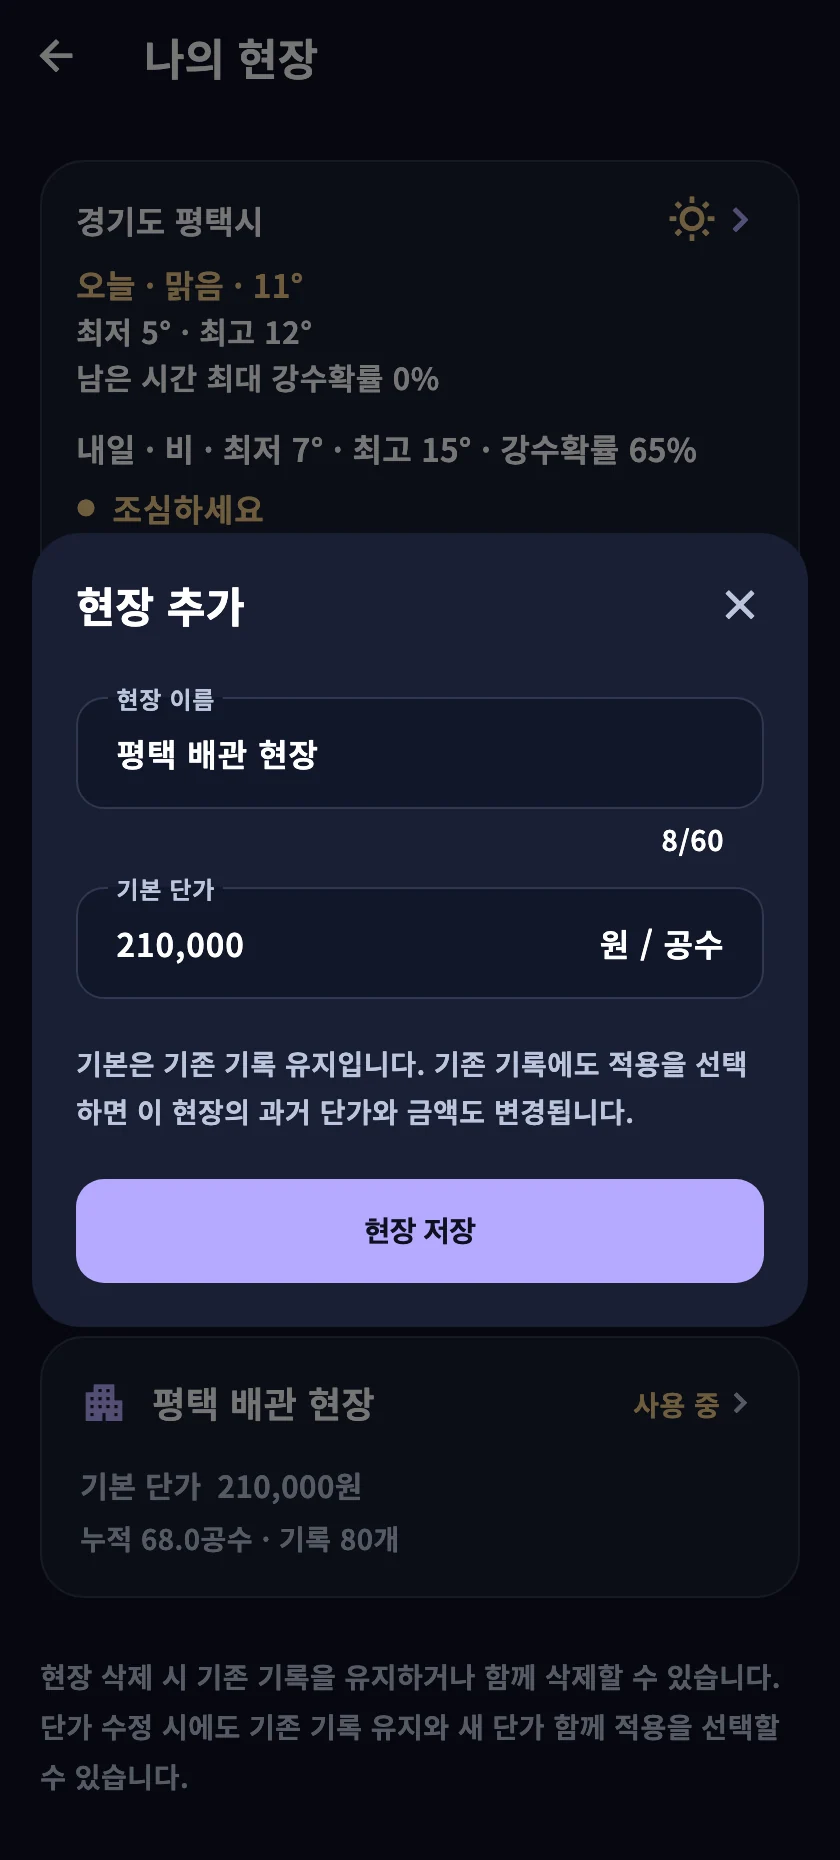 나의 현장
경기도 평택시
오늘 · 맑음 · 11°
최저 5° · 최고 12°
남은 시간 최대 강수확률 0%
내일 · 비 · 최저 7° · 최고 15° · 강수확률 65%
조심하세요
현장 추가
현장 이름
평택 배관 현장
8/60
기본 단가
210,000 원 / 공수
기본은 기존 기록 유지입니다. 기존 기록에도 적용을 선택
하면 이 현장의 과거 단가와 금액도 변경됩니다.
현장 저장
평택 배관 현장 사용 중
기본 단가 210,000원
누적 68.0공수 · 기록 80개
현장 삭제 시 기존 기록을 유지하거나 함께 삭제할 수 있습니다.
단가 수정 시에도 기존 기록 유지와 새 단가 함께 적용을 선택할
수 있습니다.